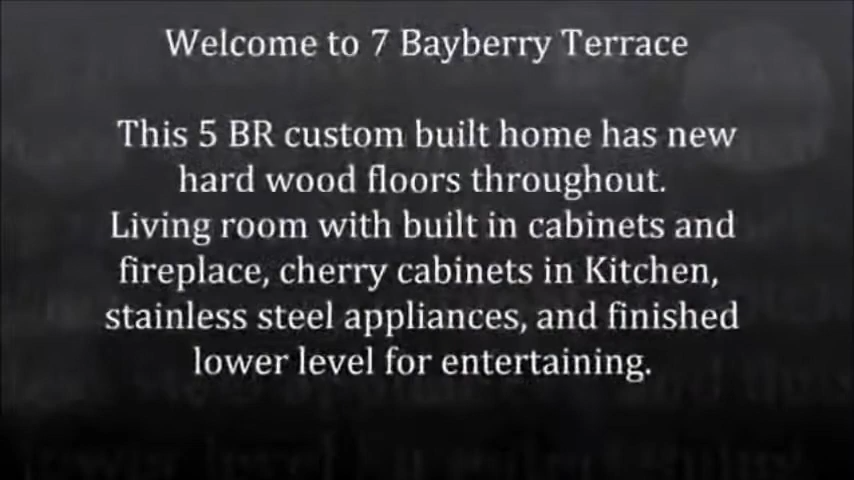 Welcome to 7 Bayberry Terrace
This 5 BR custom built home has new
hard wood floors throughout.
Living room with built in cabinets and
fireplace, cherry cabinets in Kitchen,
stainless steel appliances, and finished
lower level for entertaining.